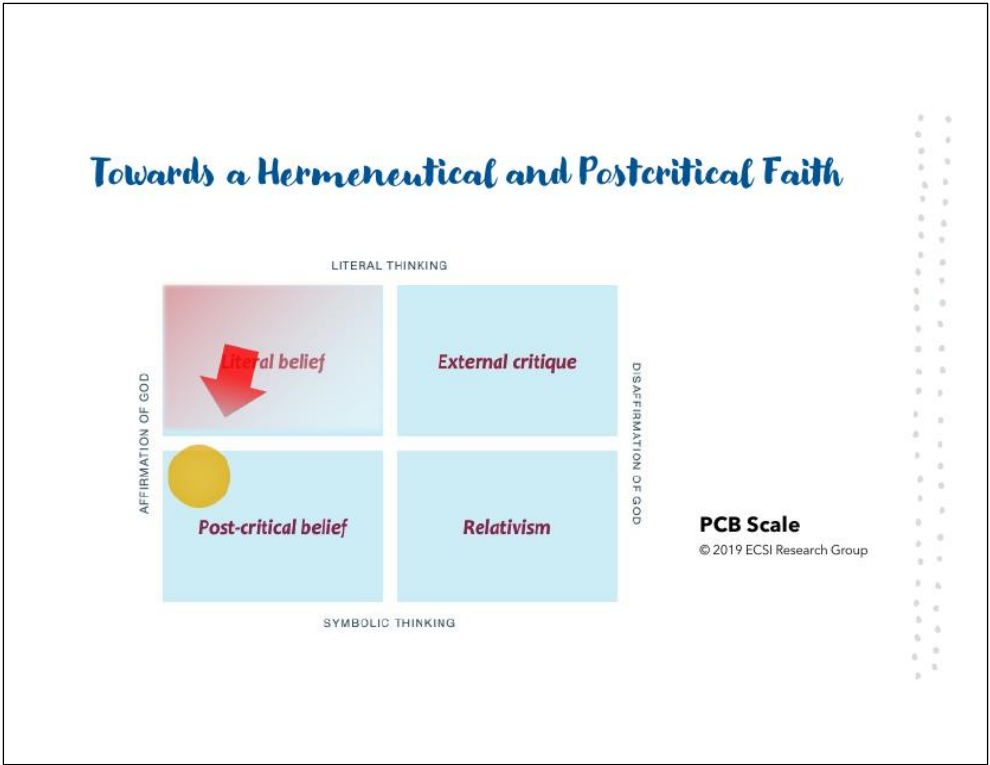 Towards a Hermeneutical and Postcritical Faith
LITERAL THINKING
AFFIRMATION OF GOD
Literal belief
External critique
DISAFFIRMATION OF GOD
Post-critical belief
Relativism
PCB Scale
© 2019 ECSI Research Group
SYMBOLIC THINKING